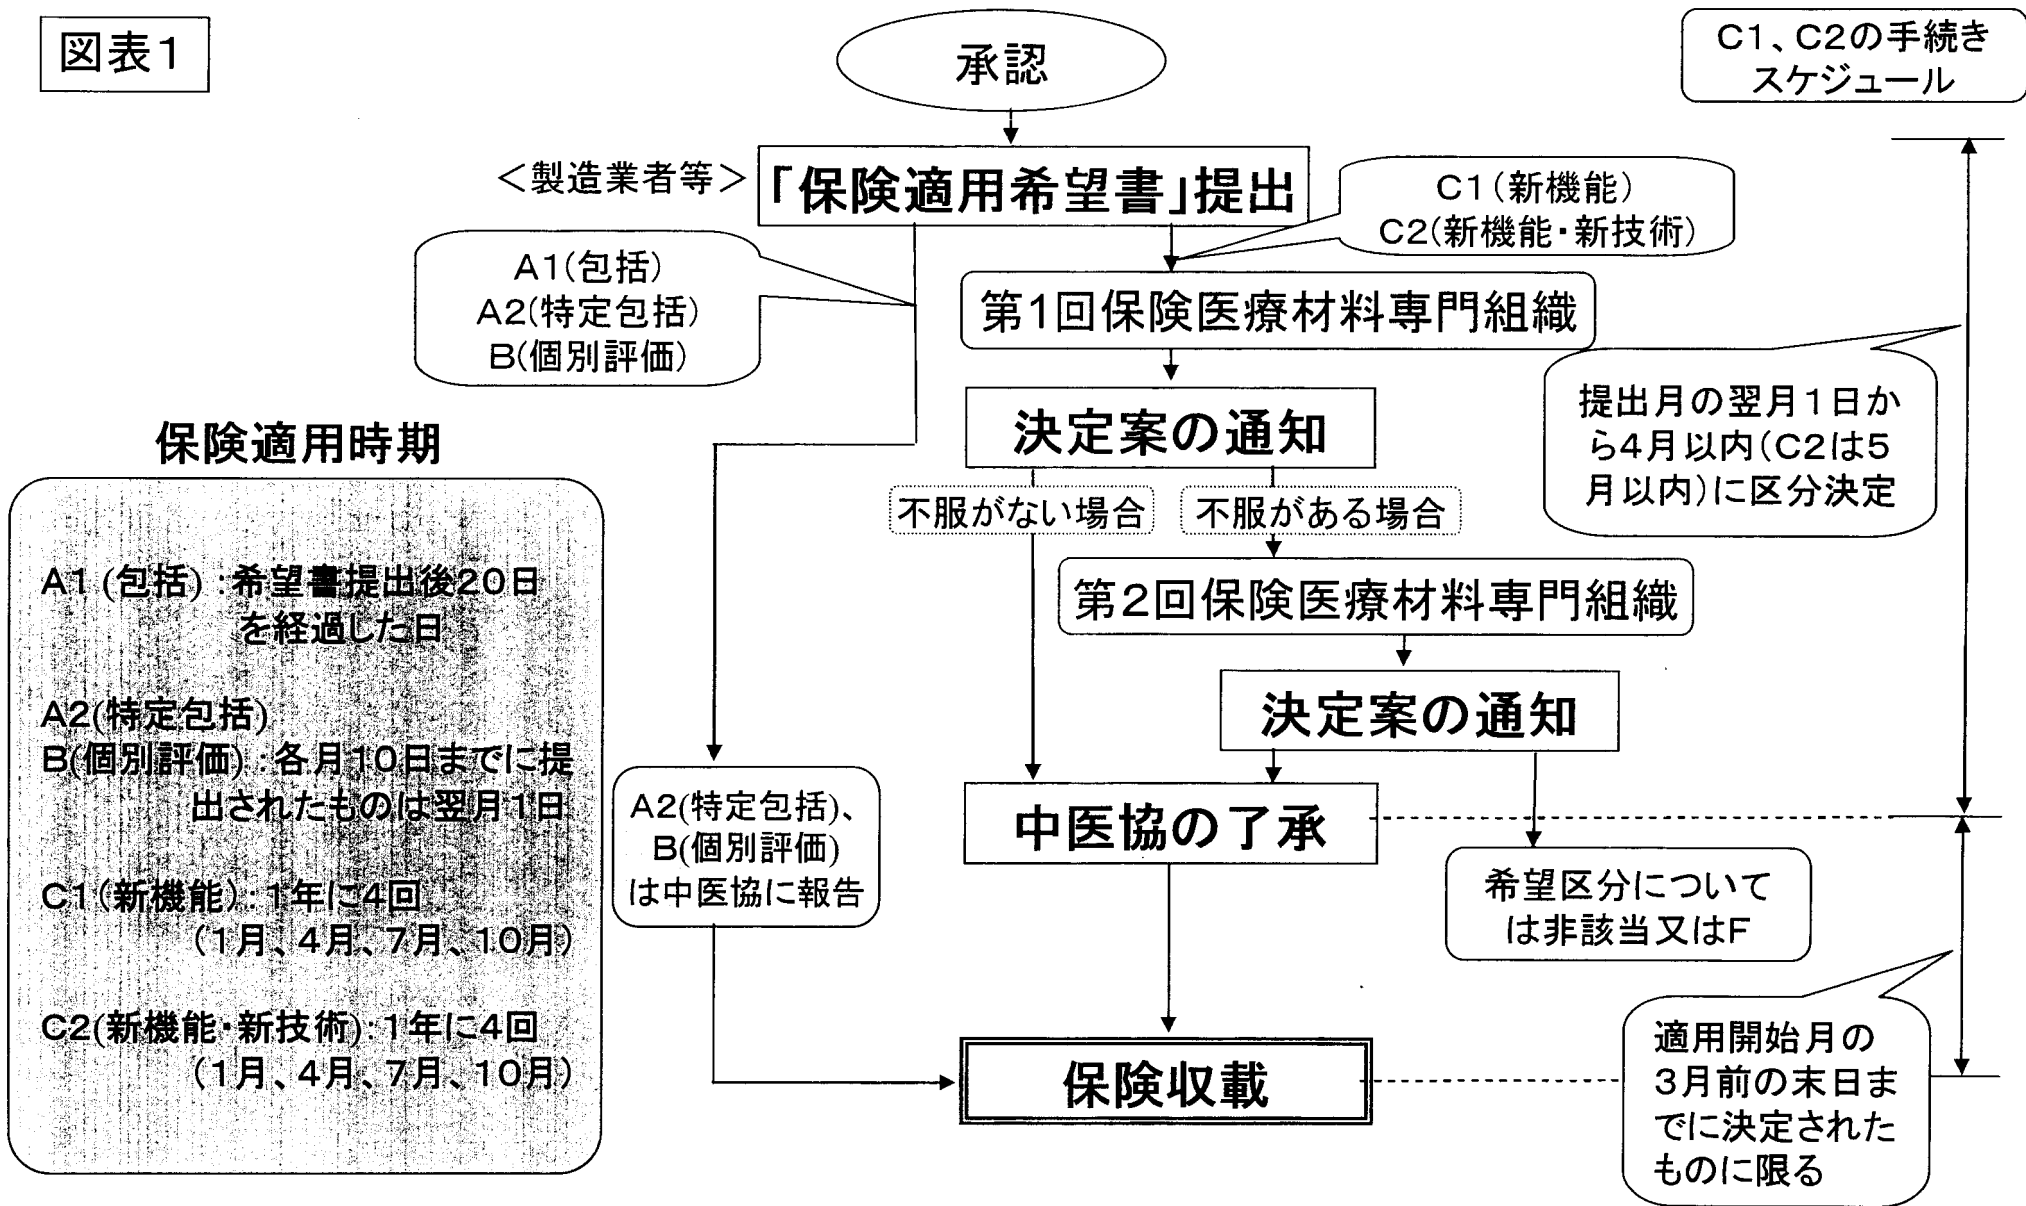 図表1
承認
C1、C2の手続き
スケジュール
<製造業者等>
「保険適用希望書」提出
C1(新機能)
C2(新機能・新技術)
A1(包括)
A2(特定包括)
B(個別評価)
第1回保険医療材料専門組織
決定案の通知
提出月の翌月1日か
ら4月以内(C2は5
月以内)に区分決定
不服がない場合
不服がある場合
第2回保険医療材料専門組織
決定案の通知
保険適用時期
A1(包括):希望書提出後20日
を経過した日
A2(特定包括)
B(個別評価):各月10日までに提
出されたものは翌月1日
C1(新機能):1年に4回
(1月、4月、7月、10月)
C2(新機能・新技術):1年に4回
(1月、4月、7月、10月)
A2(特定包括)、
B(個別評価)
は中医協に報告
中医協の了承
希望区分について
は非該当又はF
保険収載
適用開始月の
3月前の末日ま
でに決定された
ものに限る